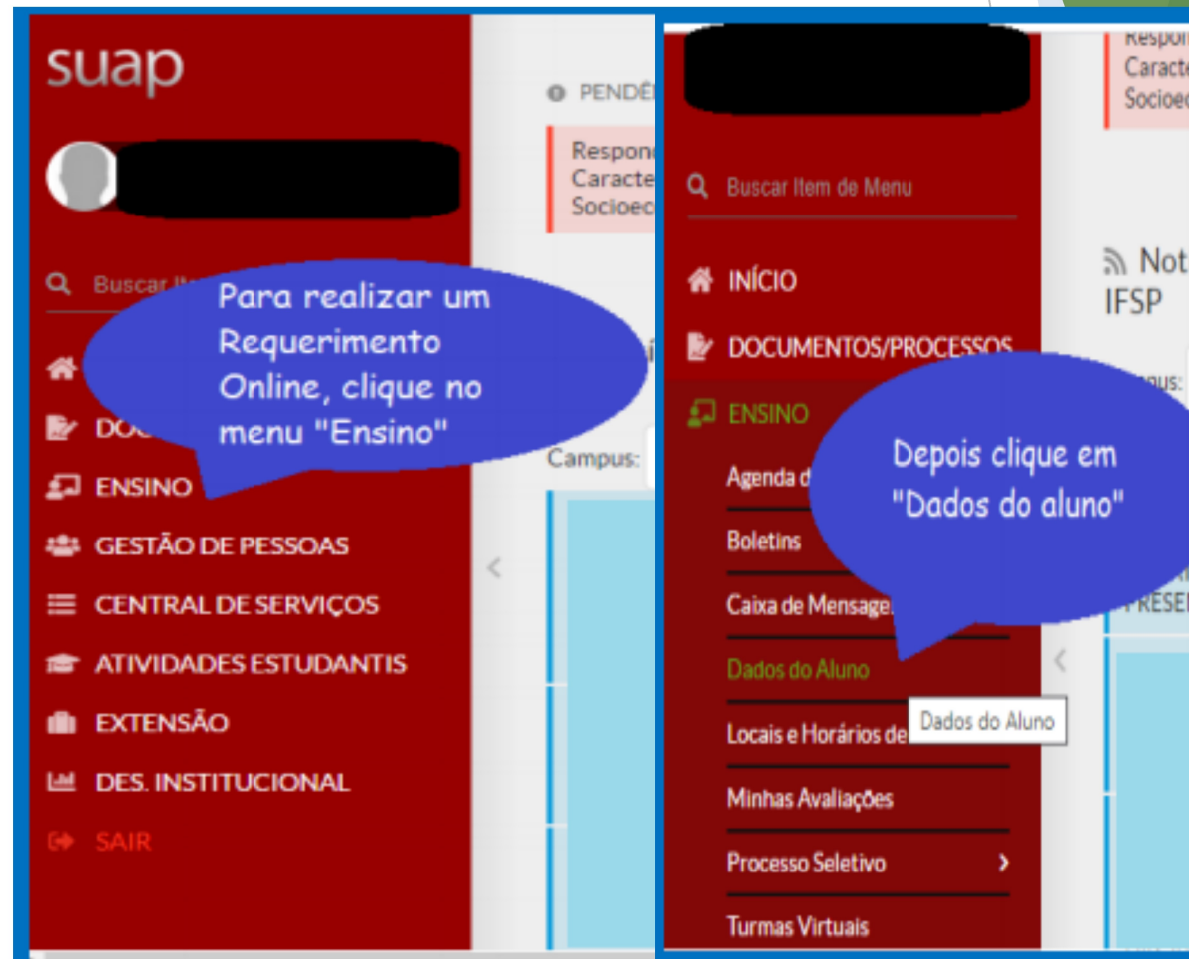 suap
PENDÊ
Respon
Caracte
Socioec
Buscar
Para realizar um
Requerimento
Online, clique no
menu "Ensino"
ENSINO
GESTÃO DE PESSOAS
CENTRAL DE SERVIÇOS
ATIVIDADES ESTUDANTIS
EXTENSÃO
DES. INSTITUCIONAL
SAIR
Campus:
Respon
Caracte
Socioec
Buscar Item de Menu
INÍCIO
DOCUMENTOS/PROCESSOS
ENSINO
Agenda d
Boletins
Caixa de Mensage
Dados do Aluno
Locais e Horários de
Minhas Avaliações
Processo Seletivo
Turmas Virtuais
Depois clique em
"Dados do aluno"
Dados do Aluno
Not
IFSP
pus:
PRESE